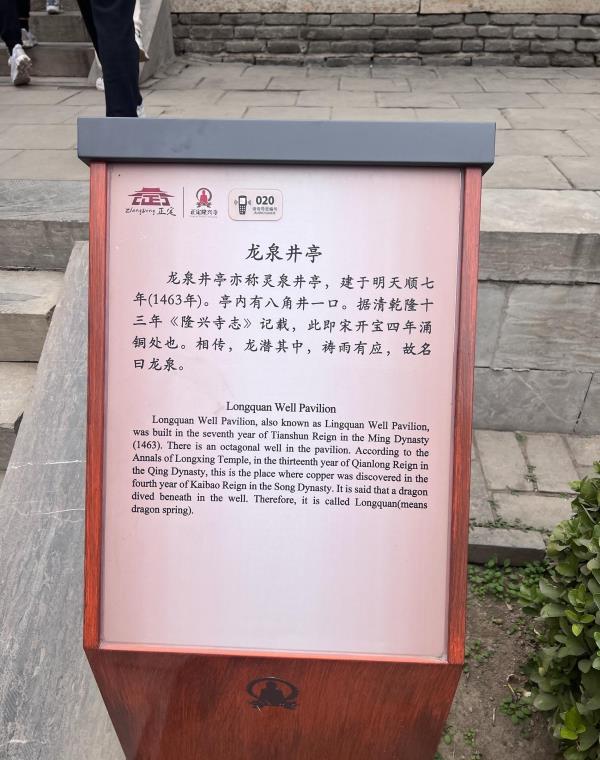 Zhengding 正定
正定隆兴寺
020
龙泉井亭
龙泉井亭亦称灵泉井亭，建于明天顺七
年(1463年)。亭内有八角井一口。据清乾隆十
三年《隆兴寺志》记载，此即宋开宝四年涌
铜处也。相传，龙潜其中，祷雨有应，故名
曰龙泉。
Longquan Well Pavilion
Longquan Well Pavilion, also known as Lingquan Well Pavilion,
was built in the seventh year of Tianshun Reign in the Ming Dynasty
(1463). There is an octagonal well in the pavilion. According to the
Annals of Longxing Temple, in the thirteenth year of Qianlong Reign in
the Qing Dynasty, this is the place where copper was discovered in the
fourth year of Kaibao Reign in the Song Dynasty. It is said that a dragon
dived beneath in the well. Therefore, it is called Longquan(means
dragon spring).